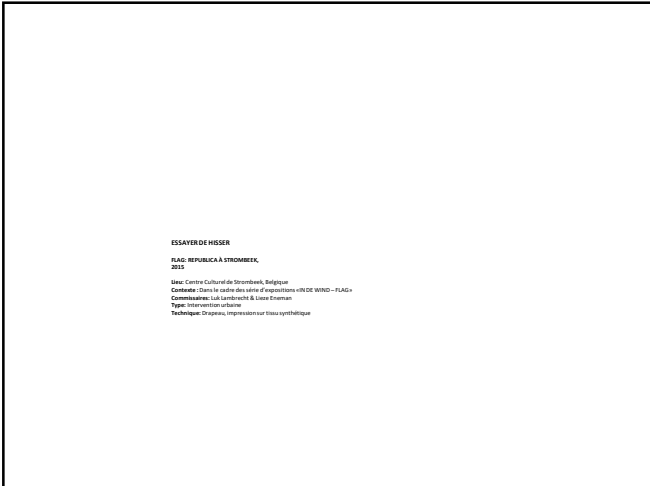 ESSAYER DE HISSER
FLAG: REPUBLICA À STROMBEEK,
2015
Lieu: Centre Culturel de Strombeek, Belgique
Contexte : Dans le cadre des série d'expositions «IN DE WIND – FLAG»
Commissaires: Luk Lambrecht & Lieze Eneman
Type: Intervention urbaine
Technique: Drapeau, impression sur tissu synthétique